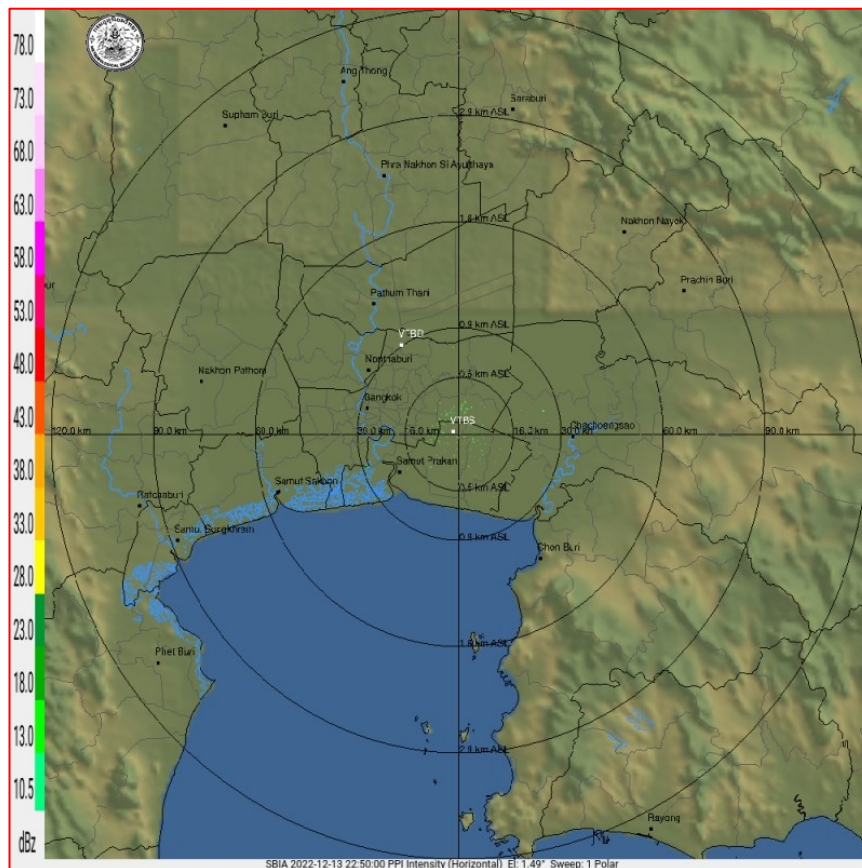 78.0
73.0
68.0
63.0
58.0
53.0
48.0
43.0
38.0
33.0
28.0
23.0
18.0
13.0
10.5
dBz
Ang Thong
Saraburi
2.9 km ASL
Suphan Buri
Phra Nakhon Si Ayutthaya
1.6 km ASL
Nakhon Nayok
Prachin Buri
Pathum Thani
0.9 km ASL
VTBD
Nonthaburi
0.5 km ASL
Nakhon Pathom
Bangkok
VTBS
120.0 km
90.0 km
60.0 km
30.0 km
16.0 km
16.2 km
30.0 km
60.0 km
90.0 km
Chachoengsao
Samut Prakan
0.5 km ASL
Samut Sakhon
Ratchaburi
Samut Songkhram
0.9 km ASL
Chon Buri
1.6 km ASL
Phet Buri
2.9 km ASL
Rayong
SBIA 2022-12-13 22:50:00 PPI Intensity (Horizontal) El: 1.49° Sweep: 1 Polar